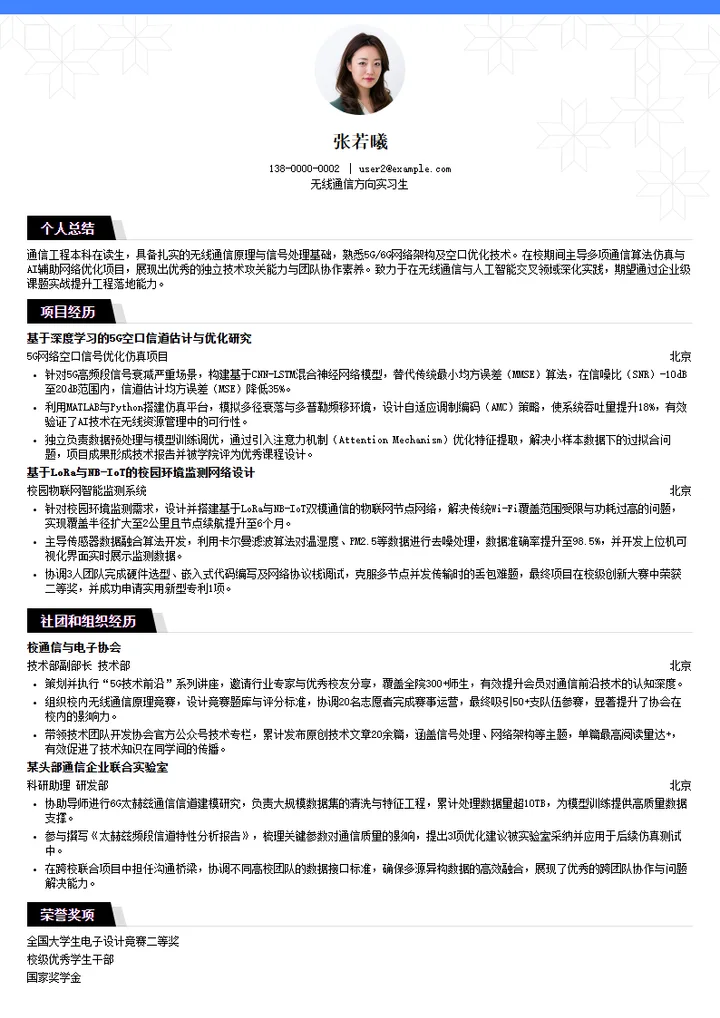 张若曦
138-0000-0002 | user2@example.com
无线通信方向实习生
个人总结
通信工程本科在读生，具备扎实的无线通信原理与信号处理基础，熟悉5G/6G网络架构及空口优化技术。在校期间主导多项通信算法仿真与
AI辅助网络优化项目，展现出优秀的独立技术攻关能力与团队协作素养。致力于在无线通信与人工智能交叉领域深化实践，期望通过企业级
课题实战提升工程落地能力。
项目经历
基于深度学习的5G空口信道估计与优化研究
5G网络空口信号优化仿真项目 北京
• 针对5G高频段信号衰减严重场景，构建基于CNN-LSTM混合神经网络模型，替代传统最小均方误差（MMSE）算法，在信噪比（SNR）-10dB
至20dB范围内，信道估计均方误差（MSE）降低35%。
• 利用MATLAB与Python搭建仿真平台，模拟多径衰落与多普勒频移环境，设计自适应调制编码（AMC）策略，使系统吞吐量提升18%，有效
验证了AI技术在无线资源管理中的可行性。
• 独立负责数据预处理与模型训练调优，通过引入注意力机制（Attention Mechanism）优化特征提取，解决小样本数据下的过拟合问
题，项目成果形成技术报告并被学院评为优秀课程设计。
基于LoRa与NB-IoT的校园环境监测网络设计
校园物联网智能监测系统 北京
• 针对校园环境监测需求，设计并搭建基于LoRa与NB-IoT双模通信的物联网节点网络，解决传统Wi-Fi覆盖范围受限与功耗过高的问题，
实现覆盖半径扩大至2公里且节点续航提升至6个月。
• 主导传感器数据融合算法开发，利用卡尔曼滤波算法对温湿度、PM2.5等数据进行去噪处理，数据准确率提升至98.5%，并开发上位机可
视化界面实时展示监测数据。
• 协调3人团队完成硬件选型、嵌入式代码编写及网络协议栈调试，克服多节点并发传输时的丢包难题，最终项目在校级创新大赛中荣获
二等奖，并成功申请实用新型专利1项。
社团和组织经历
校通信与电子协会
技术部副部长 技术部 北京
• 策划并执行“5G技术前沿”系列讲座，邀请行业专家与优秀校友分享，覆盖全院300+师生，有效提升会员对通信前沿技术的认知深度。
• 组织校内无线通信原理竞赛，设计竞赛题库与评分标准，协调20名志愿者完成赛事运营，最终吸引50+支队伍参赛，显著提升了协会在
校内的影响力。
• 带领技术团队开发协会官方公众号技术专栏，累计发布原创技术文章20余篇，涵盖信号处理、网络架构等主题，单篇最高阅读量达+，
有效促进了技术知识在同学间的传播。
某头部通信企业联合实验室
科研助理 研发部 北京
• 协助导师进行6G太赫兹通信信道建模研究，负责大规模数据集的清洗与特征工程，累计处理数据量超10TB，为模型训练提供高质量数据
支撑。
• 参与撰写《太赫兹频段信道特性分析报告》，梳理关键参数对通信质量的影响，提出3项优化建议被实验室采纳并应用于后续仿真测试
中。
• 在跨校联合项目中担任沟通桥梁，协调不同高校团队的数据接口标准，确保多源异构数据的高效融合，展现了优秀的跨团队协作与问题
解决能力。
荣誉奖项
全国大学生电子设计竞赛二等奖
校级优秀学生干部
国家奖学金